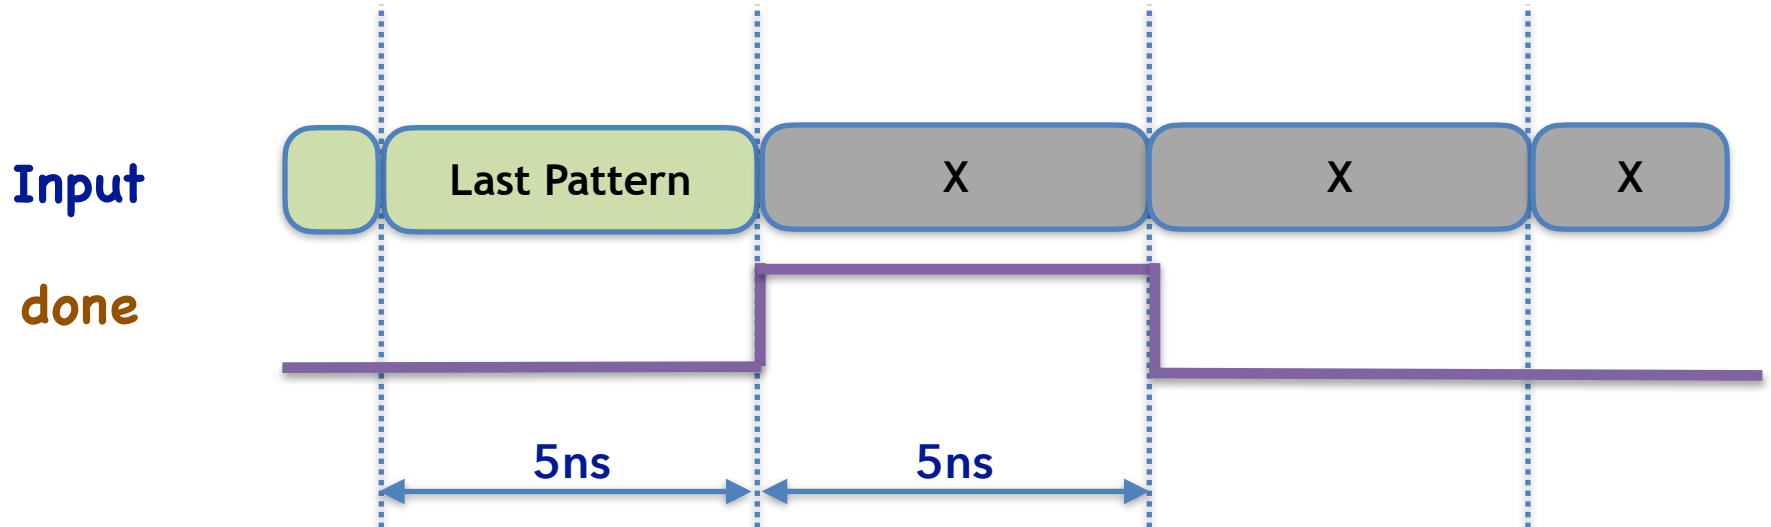 Input
Last Pattern
X
X
X
done
5ns
5ns